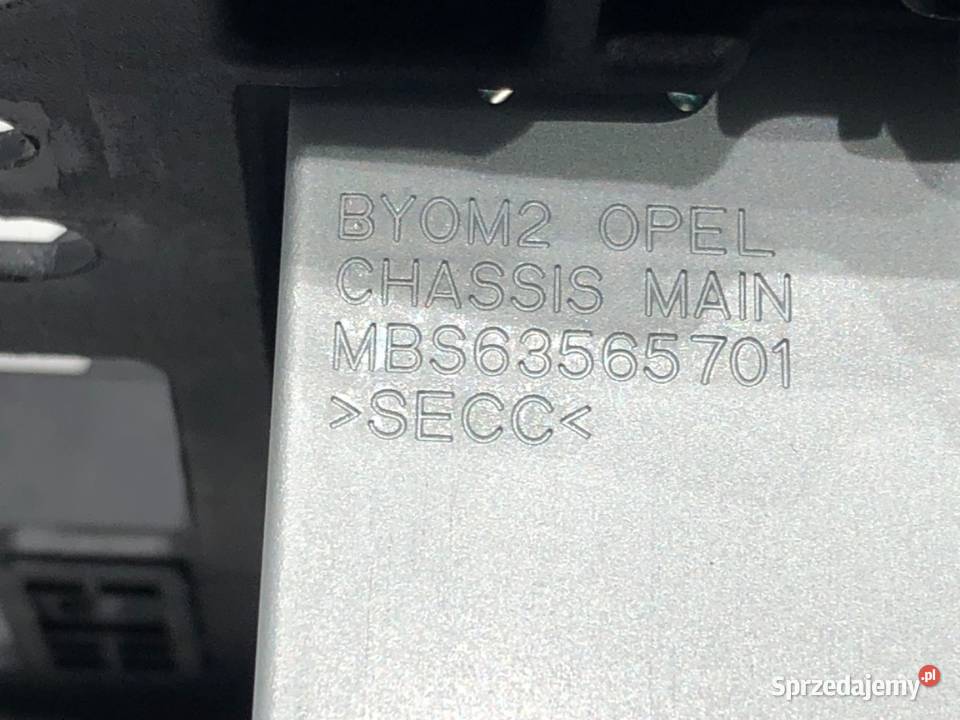 BYOM2 OPEL
CHASSIS MAIN
MBS63565701
>SECC<
Sprzedajemy.pl